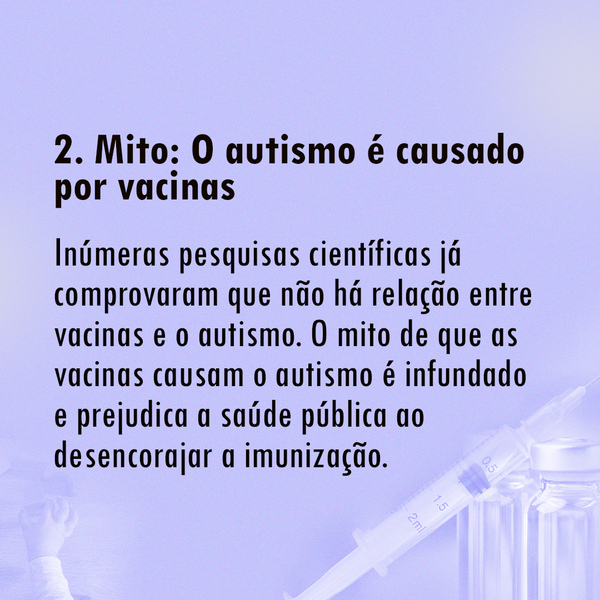 2. Mito: O autismo é causado
por vacinas
Inúmeras pesquisas científicas já
comprovaram que não há relação entre
vacinas e o autismo. O mito de que as
vacinas causam o autismo é infundado
e prejudica a saúde pública ao
desencorajar a imunização.
0.5
1.5
2ml